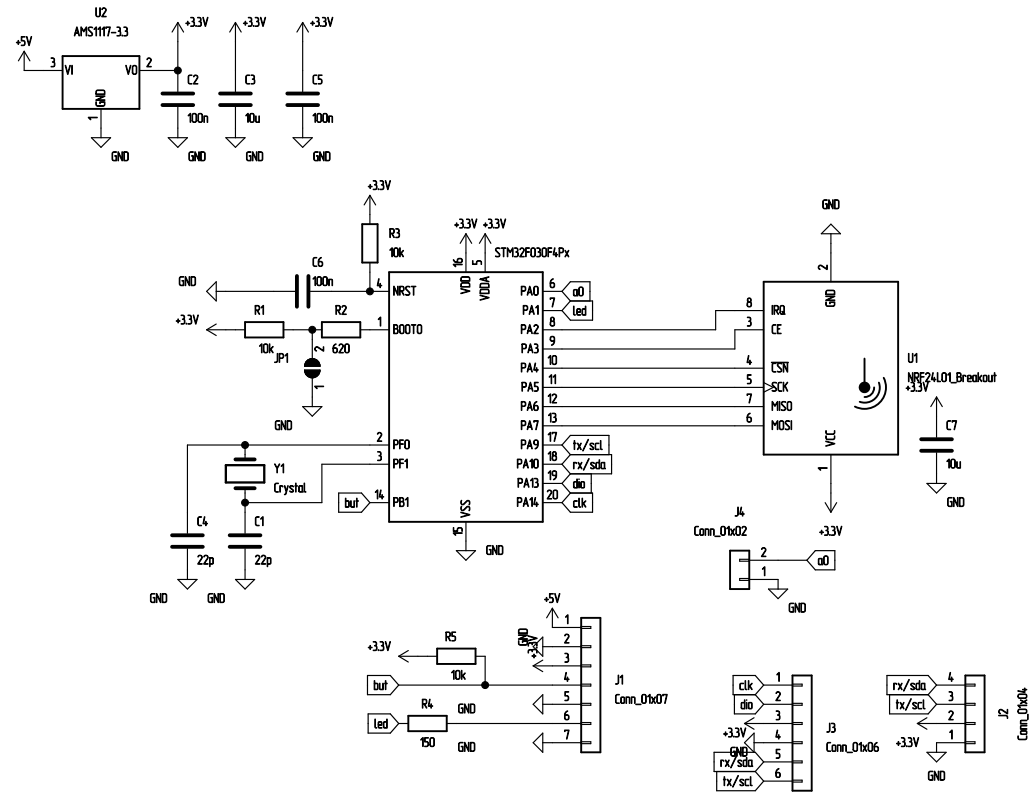 U2
AMS1117-3.3
+5V
3
VI
VO
2
GND
1
GND
+3.3V
C2
100n
GND
+3.3V
C3
10u
GND
+3.3V
C5
100n
GND
+3.3V
R3
10k
C6
100n
GND
+3.3V
R1
10k
R2
620
JP1
2
1
GND
+3.3V
+3.3V
STM32F030F4Px
16
5
VDD
VDDA
4
NRST
1
BOOT0
2
PF0
3
PF1
but
14
PB1
VSS
15
GND
PA0
6
a0
PA1
7
led
PA2
8
PA3
9
PA4
10
PA5
11
PA6
12
PA7
13
PA9
17
tx/scl
PA10
18
rx/sda
PA13
19
dio
PA14
20
clk
Y1
Crystal
C4
22p
GND
C1
22p
GND
GND
2
GND
8
IRQ
3
CE
4
CSN
5
SCK
7
MISO
6
MOSI
VCC
1
+3.3V
U1
NRF24L01_Breakout
+3.3V
C7
10u
GND
J4
Conn_01x02
2
a0
1
GND
+5V
1
GND
2
+3.3V
3
4
5
6
7
J1
Conn_01x07
+3.3V
R5
10k
but
GND
led
R4
150
GND
clk
1
dio
2
3
+3.3V
4
GND
rx/sda
5
tx/scl
6
J3
Conn_01x06
rx/sda
4
tx/scl
3
2
+3.3V
1
GND
J2
Conn_01x04